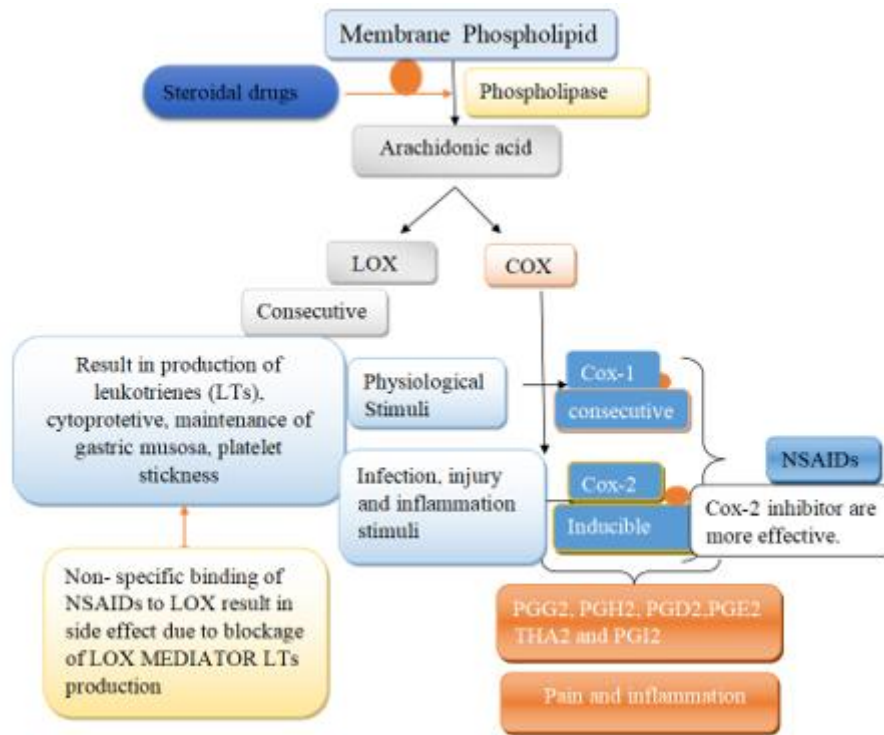 Membrane Phospholipid
Steroidal drugs
Phospholipase
Arachidonic acid
LOX
COX
Consecutive
Result in production of
leukotrienes (LTs),
cytoprotetive, maintenance of
gastric musosa, platelet
stickness
Physiological
Stimuli
Cox-1
consecutive
NSAIDs
Infection, injury
and inflammation
stimuli
Cox-2
Inducible
Cox-2 inhibitor are
more effective.
Non- specific binding of
NSAIDs to LOX result in
side effect due to blockage
of LOX MEDIATOR LTs
production
PGG2, PGH2, PGD2,PGE2
THA2 and PGI2
Pain and inflammation